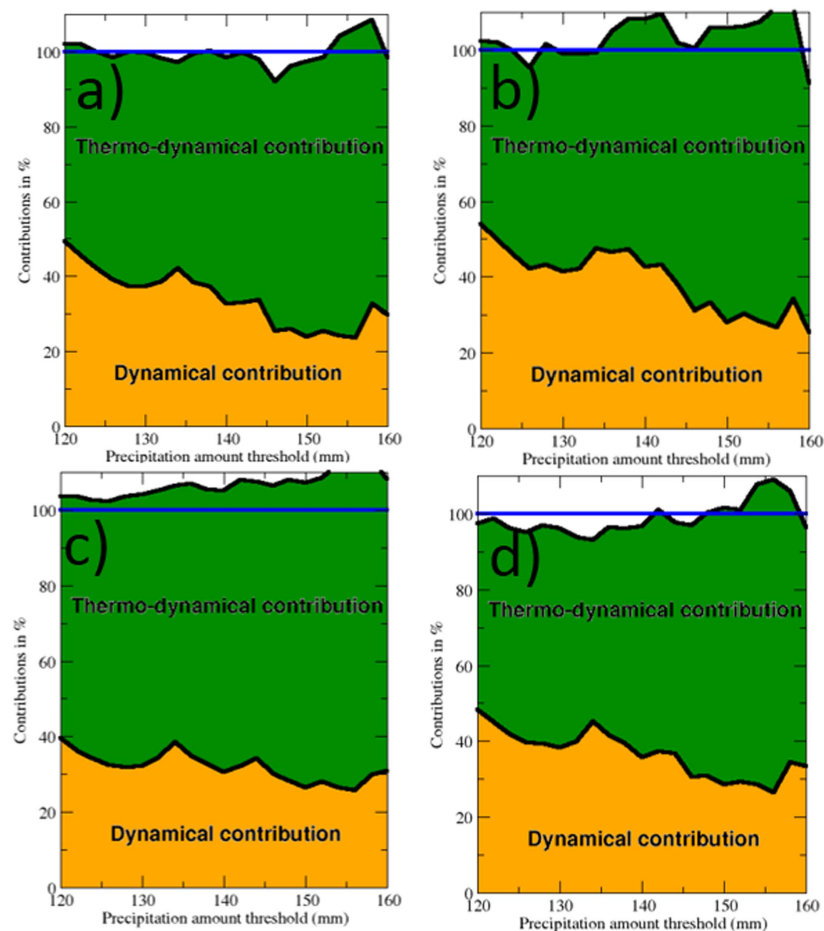 100
80
60
40
20
0
Contributions in %
a)
Thermo-dynamical contribution
Dynamical contribution
120 130 140 150 160
Precipitation amount threshold (mm)
100
80
60
40
20
0
Contributions in %
b)
Thermo-dynamical contribution
Dynamical contribution
120 130 140 150 160
Precipitation amount threshold (mm)
100
80
60
40
20
0
Contributions in %
c)
Thermo-dynamical contribution
Dynamical contribution
120 130 140 150 160
Precipitation amount threshold (mm)
100
80
60
40
20
0
Contributions in %
d)
Thermo-dynamical contribution
Dynamical contribution
120 130 140 150 160
Precipitation amount threshold (mm)